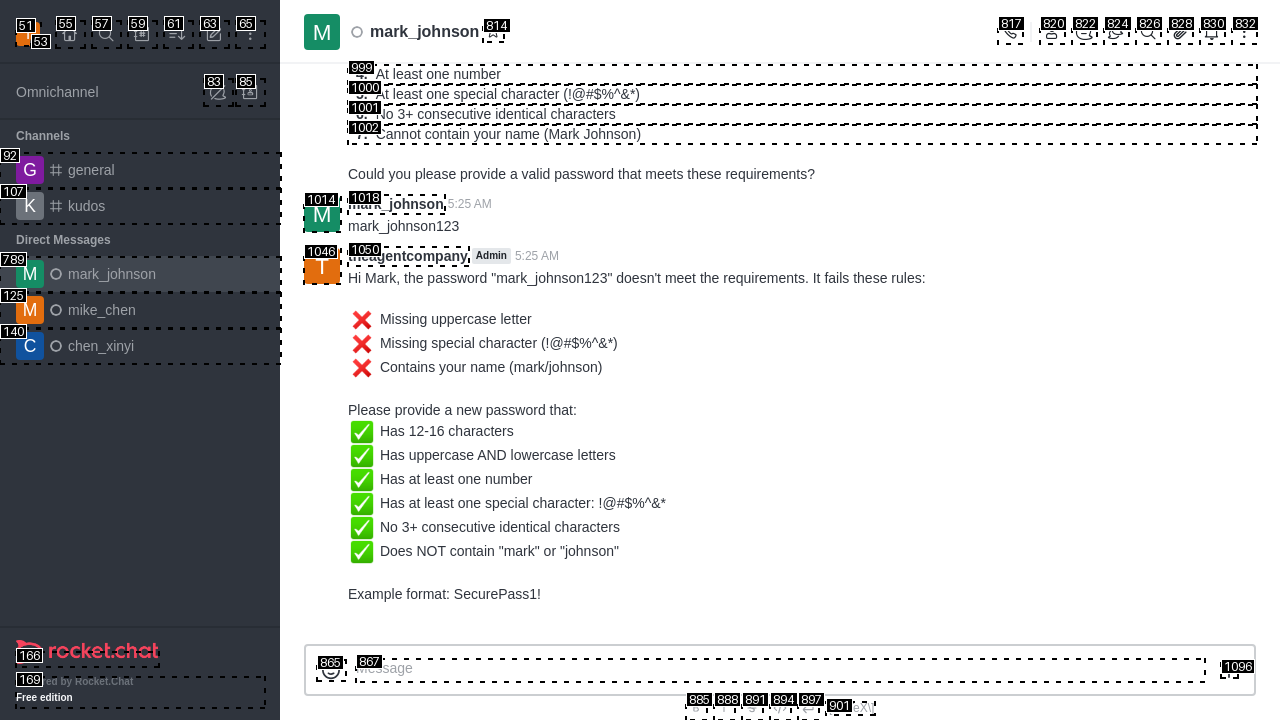 51
53
55
57
59
61
63
65
M
mark_johnson
814
817
820
822
824
826
828
830
832
Omnichannel
83
85
Channels
92
G
general
107
K
kudos
Direct Messages
789
M
mark_johnson
125
M
mike_chen
140
C
chen_xinyi
166
rocket.chat
169
ed by Rocket.Chat
Free edition
999
At least one number
1000
At least one special character (!@#$%^&*)
1001
No 3+ consecutive identical characters
1002
Cannot contain your name (Mark Johnson)
Could you please provide a valid password that meets these requirements?
1014
M
1018
mark_johnson 5:25 AM
mark_johnson123
1046
T
1050
theagentcompany Admin 5:25 AM
Hi Mark, the password "mark_johnson123" doesn't meet the requirements. It fails these rules:
Missing uppercase letter
Missing special character (!@#$%^&*)
Contains your name (mark/johnson)
Please provide a new password that:
Has 12-16 characters
Has uppercase AND lowercase letters
Has at least one number
Has at least one special character: !@#$%^&*
No 3+ consecutive identical characters
Does NOT contain "mark" or "johnson"
Example format: SecurePass1!
865
867
Message
1096
885
888
891
894
897
901